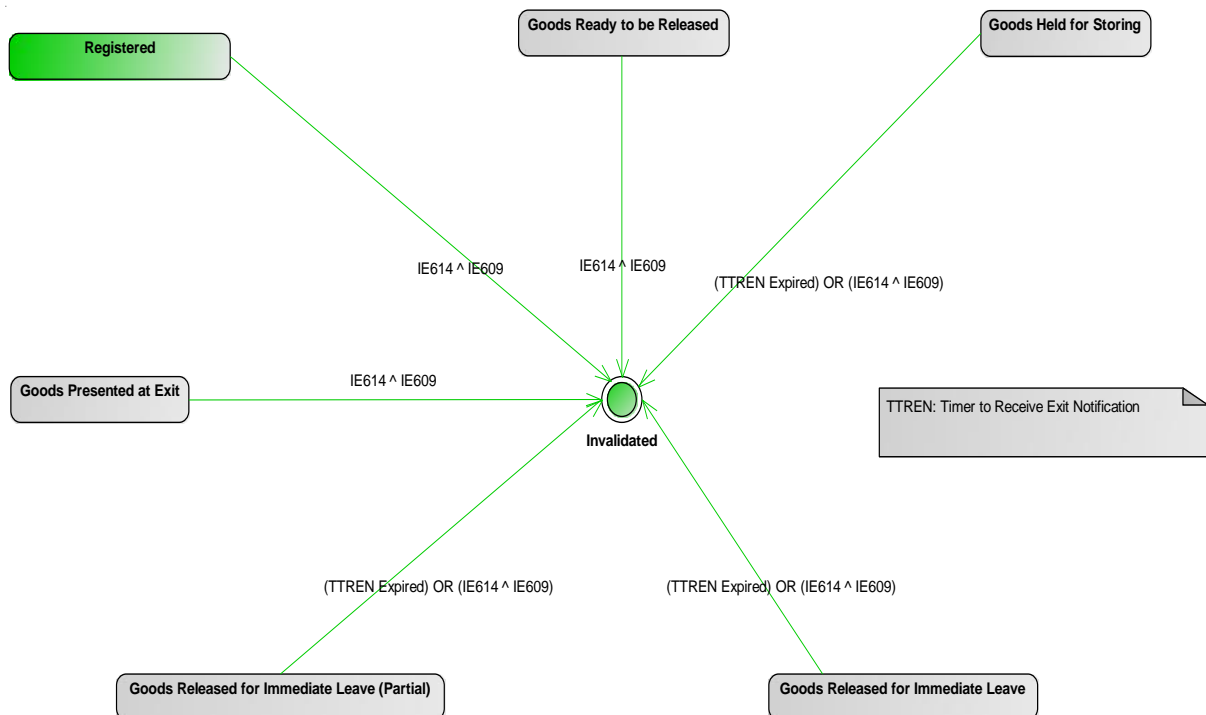 Goods Ready to be Released
Goods Held for Storing
Registered
IE614 ^ IE609
IE614 ^ IE609
(TTREN Expired) OR (IE614 ^ IE609)
Goods Presented at Exit
IE614 ^ IE609
TTREN: Timer to Receive Exit Notification
Invalidated
(TTREN Expired) OR (IE614 ^ IE609)
(TTREN Expired) OR (IE614 ^ IE609)
Goods Released for Immediate Leave (Partial)
Goods Released for Immediate Leave